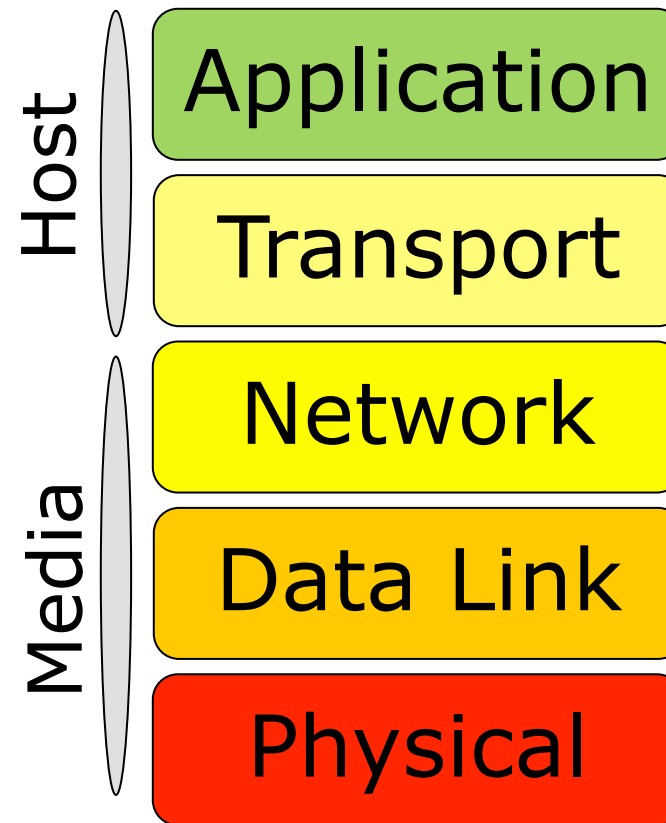 Host
Application
Transport
Media
Network
Data Link
Physical